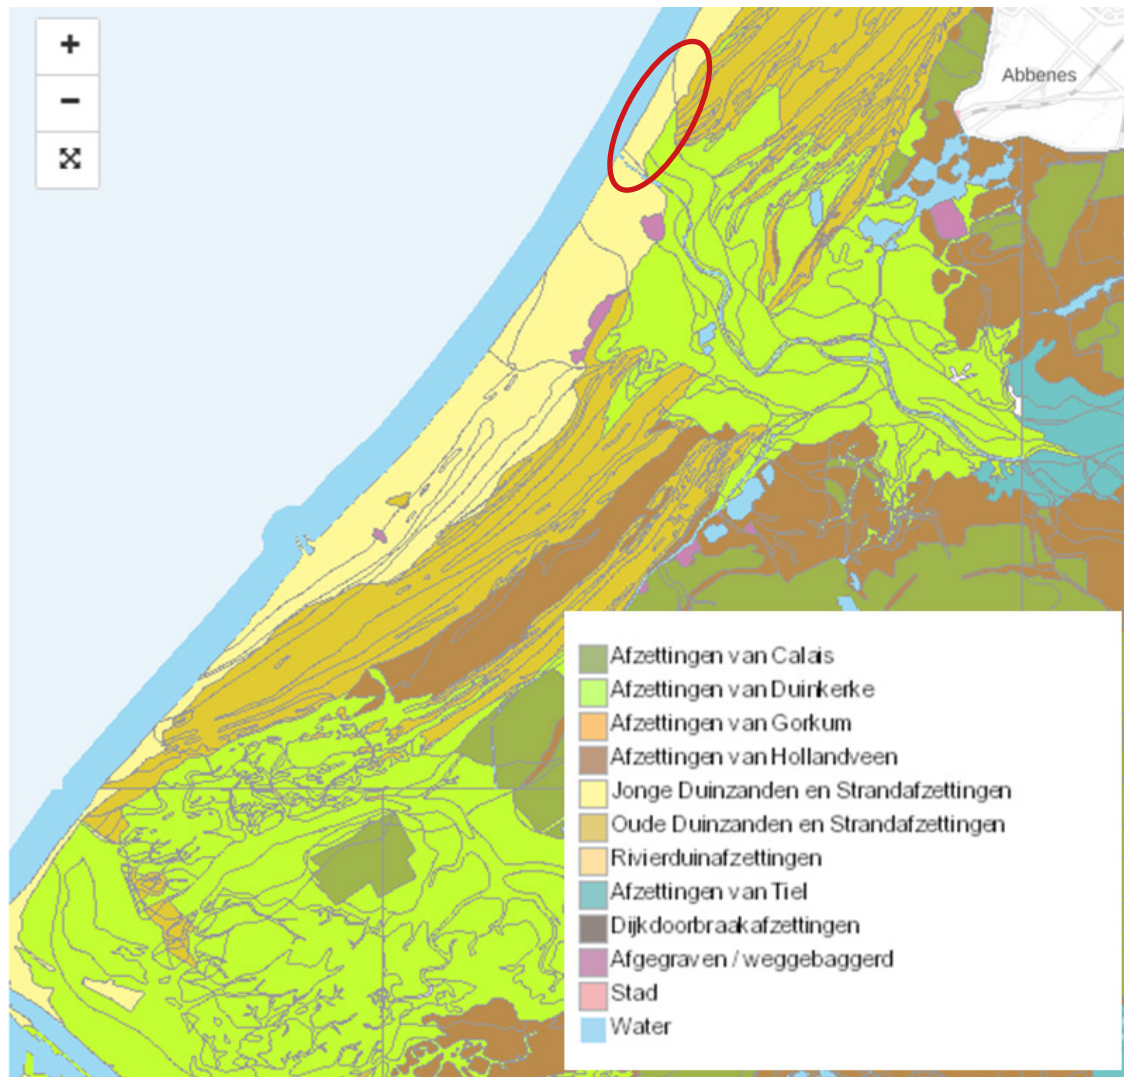 +
−
Abbenes
Afzettingen van Calais
Afzettingen van Duinkerke
Afzettingen van Gorkum
Afzettingen van Hollandveen
Jonge Duinzanden en Strandafzettingen
Oude Duinzanden en Strandafzettingen
Rivierduinafzettingen
Afzettingen van Tiel
Dijkdoorbraakafzettingen
Afgegraven / weggebaggerd
Stad
Water